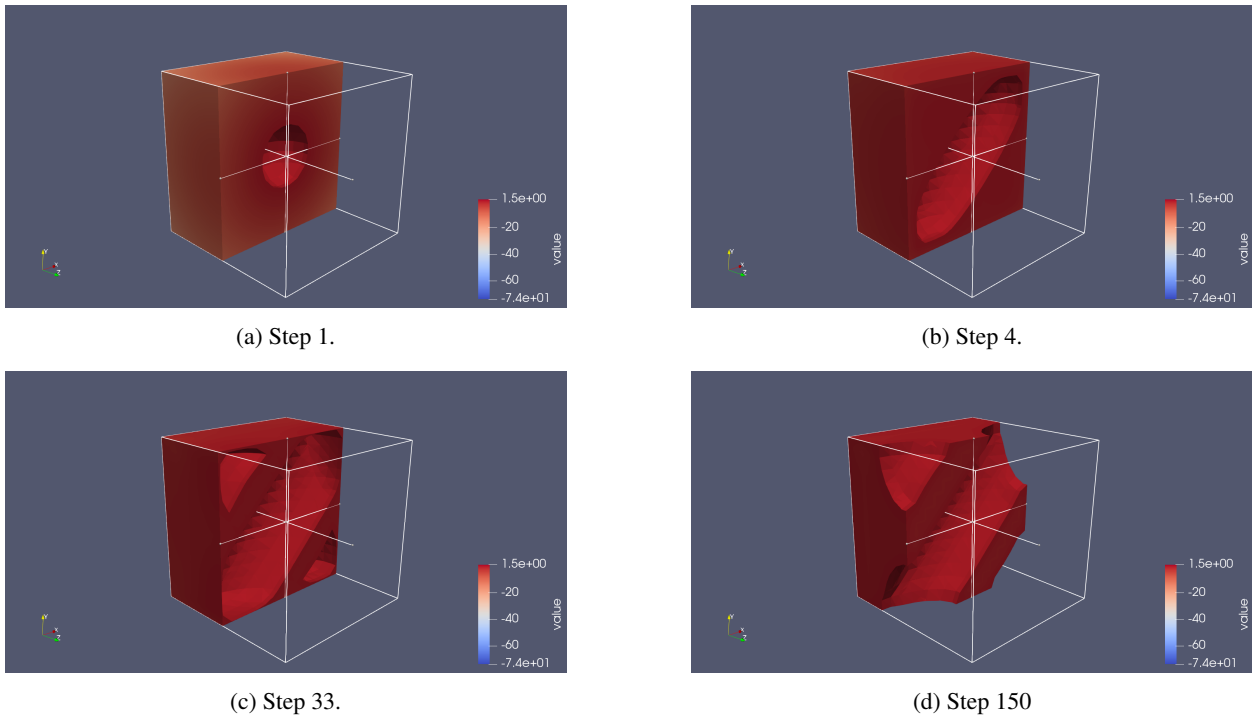 1.5e+00
-20
-40
-60
-7.4e+01
value
Y
X
Z
(a) Step 1.
1.5e+00
-20
-40
-60
-7.4e+01
value
Y
X
Z
(b) Step 4.
1.5e+00
-20
-40
-60
-7.4e+01
value
Y
X
Z
(c) Step 33.
1.5e+00
-20
-40
-60
-7.4e+01
value
Y
X
Z
(d) Step 150